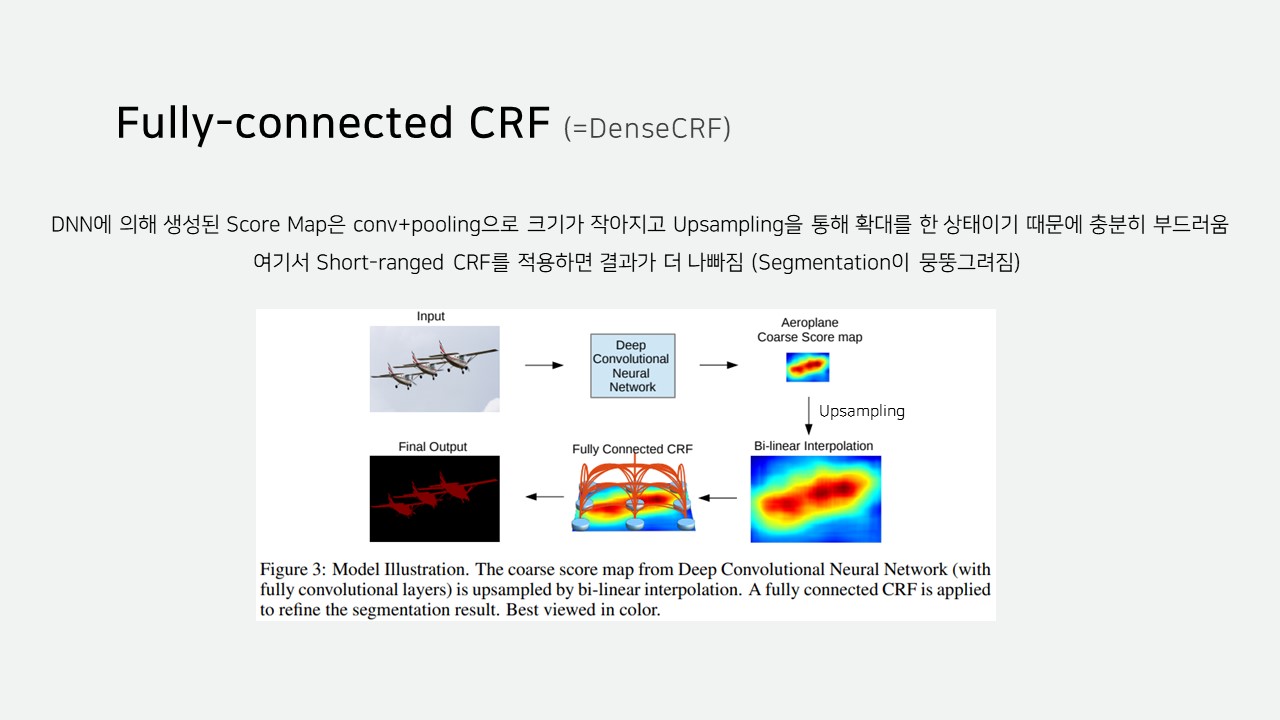 Fully-connected CRF (=DenseCRF)
DNN에 의해 생성된 Score Map은 conv+pooling으로 크기가 작아지고 Upsampling을 통해 확대를 한 상태이기 때문에 충분히 부드러움
여기서 Short-ranged CRF를 적용하면 결과가 더 나빠짐 (Segmentation이 뭉뚱그려짐)
Input
Deep
Convolutional
Neural
Network
Aeroplane
Coarse Score map
Upsampling
Final Output
Fully Connected CRF
Bi-linear Interpolation
Figure 3: Model Illustration. The coarse score map from Deep Convolutional Neural Network (with
fully convolutional layers) is upsampled by bi-linear interpolation. A fully connected CRF is applied
to refine the segmentation result. Best viewed in color.